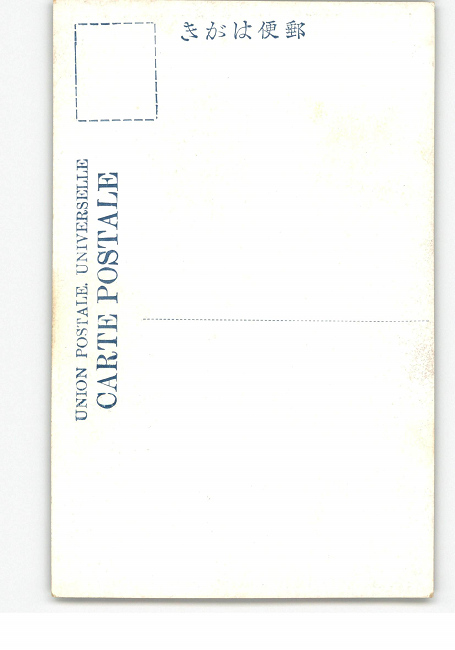 きがは便郵
UNION POSTALE. UNIVERSELLE
CARTE POSTALE